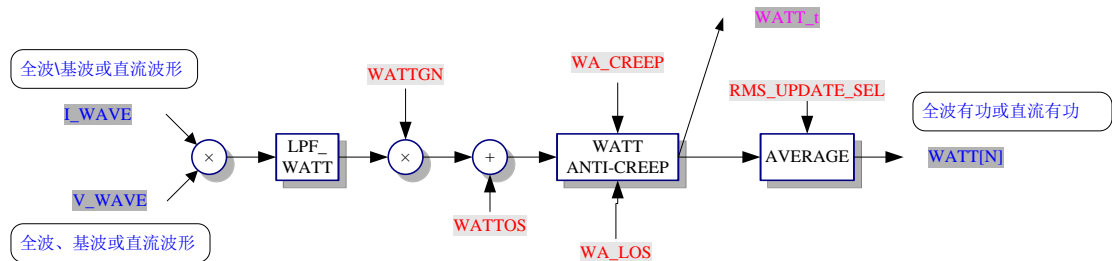 WATT_t
全波\基波或直流波形
WATTGN
WA_CREEP
RMS_UPDATE_SEL
全波有功或直流有功
I_WAVE
×
LPF_
WATT
×
+
WATT
ANTI-CREEP
AVERAGE
WATT[N]
V_WAVE
WATTOS
全波、基波或直流波形
WA_LOS